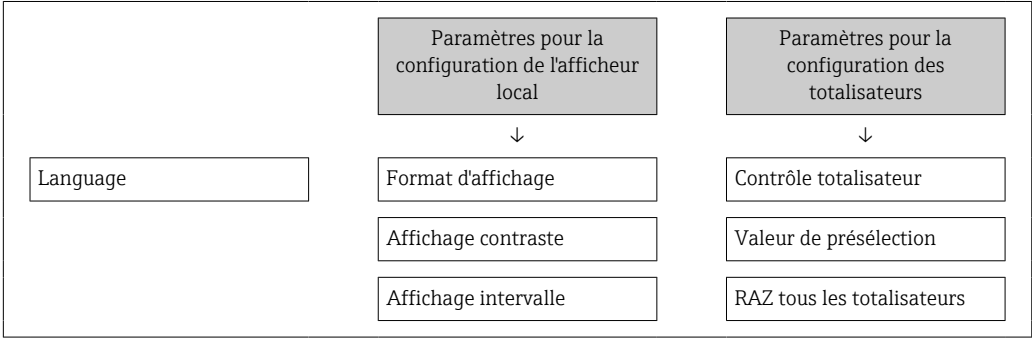 Paramètres pour la
configuration de l'afficheur
local
Paramètres pour la
configuration des
totalisateurs
↓
↓
Language
Format d'affichage
Contrôle totalisateur
Affichage contraste
Valeur de présélection
Affichage intervalle
RAZ tous les totalisateurs